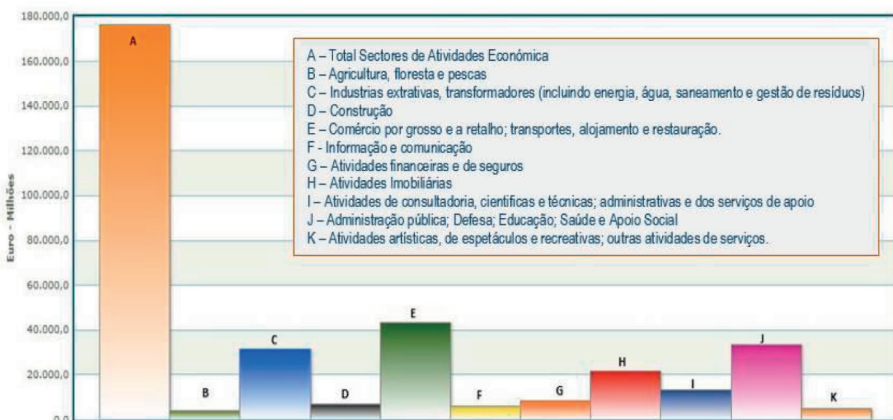 180.000,0
160.000,0
140.000,0
120.000,0
100.000,0
80.000,0
60.000,0
40.000,0
20.000,0
0,0
Euro - Milhões
A
B
C
D
E
F
G
H
I
J
K
A – Total Sectores de Atividades Económica
B – Agricultura, floresta e pescas
C – Industrias extrativas, transformadores (incluindo energia, água, saneamento e gestão de resíduos)
D – Construção
E – Comércio por grosso e a retalho; transportes, alojamento e restauração.
F - Informação e comunicação
G – Atividades financeiras e de seguros
H – Atividades Imobiliárias
I – Atividades de consultadoria, cientificas e técnicas; administrativas e dos serviços de apoio
J – Administração pública; Defesa; Educação; Saúde e Apoio Social
K – Atividades artísticas, de espetáculos e recreativas; outras atividades de serviços.